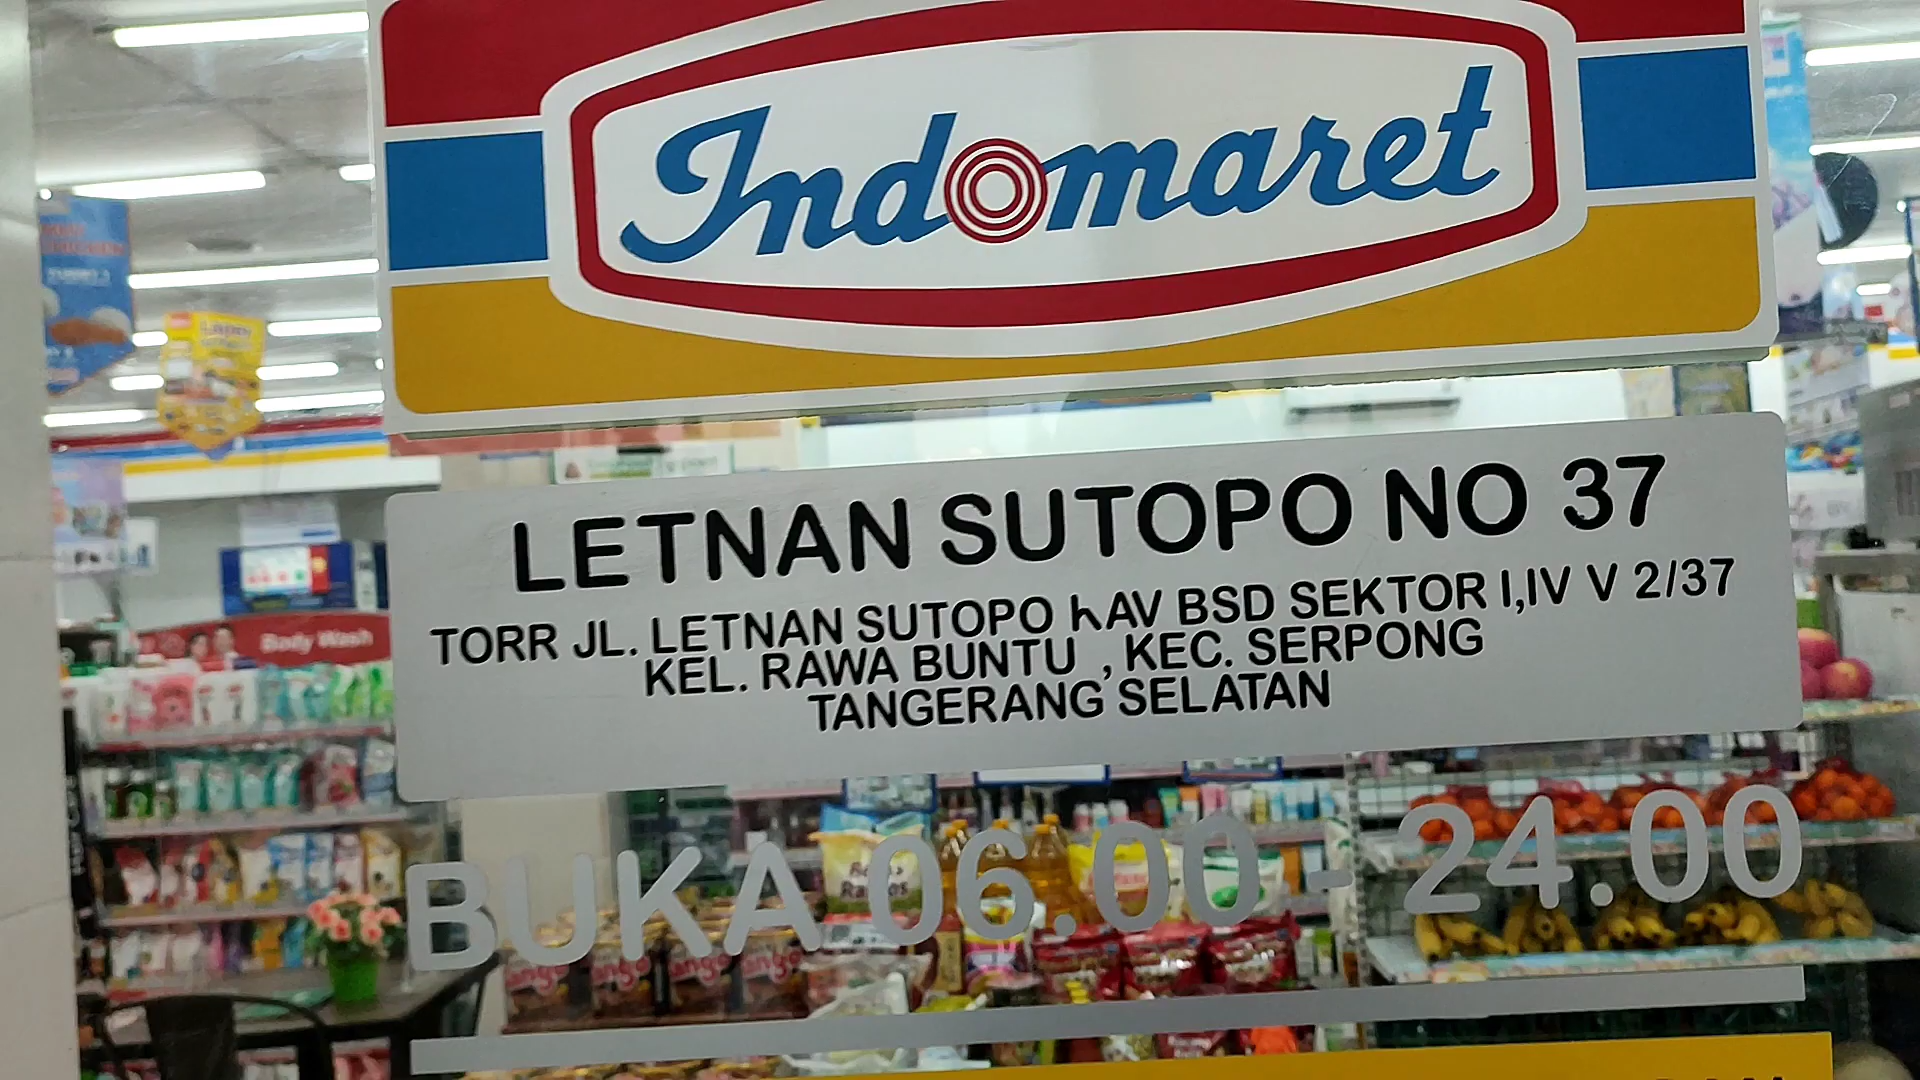 Indomaret
LETNAN SUTOPO NO 37
TORR JL. LETNAN SUTOPO KAV BSD SEKTOR I,IV V 2/37
KEL. RAWA BUNTU , KEC. SERPONG
TANGERANG SELATAN
BUKA 06.00 - 24.00
Body Wash